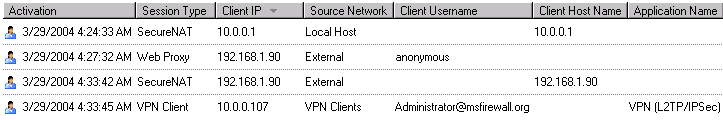 Activation Session Type Client IP Source Network Client Username Client Host Name Application Name
3/29/2004 4:24:33 AM SecureNAT 10.0.0.1 Local Host 10.0.0.1
3/29/2004 4:27:32 AM Web Proxy 192.168.1.90 External anonymous
3/29/2004 4:33:42 AM SecureNAT 192.168.1.90 External 192.168.1.90
3/29/2004 4:33:45 AM VPN Client 10.0.0.107 VPN Clients Administrator@msfirewall.org VPN (L2TP/IPSec)